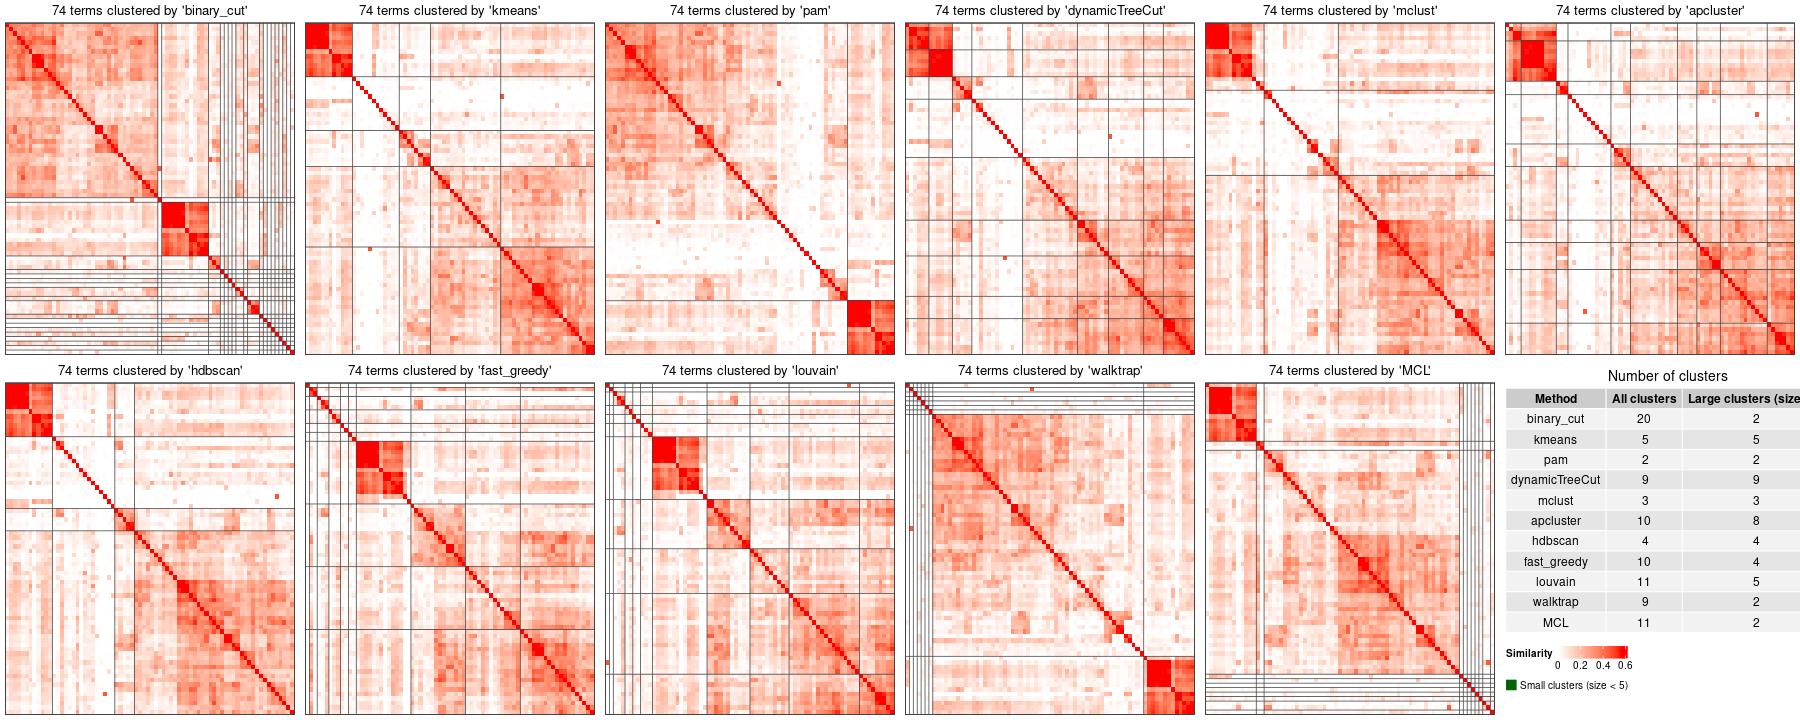 74 terms clustered by 'binary_cut'
74 terms clustered by 'kmeans'
74 terms clustered by 'pam'
74 terms clustered by 'dynamicTreeCut'
74 terms clustered by 'mclust'
74 terms clustered by 'apcluster'
74 terms clustered by 'hdbscan'
74 terms clustered by 'fast_greedy'
74 terms clustered by 'louvain'
74 terms clustered by 'walktrap'
74 terms clustered by 'MCL'
Number of clusters
Method All clusters Large clusters (size
binary_cut 20 2
kmeans 5 5
pam 2 2
dynamicTreeCut 9 9
mclust 3 3
apcluster 10 8
hdbscan 4 4
fast_greedy 10 4
louvain 11 5
walktrap 9 2
MCL 11 2
Similarity
0 0.2 0.4 0.6
Small clusters (size < 5)